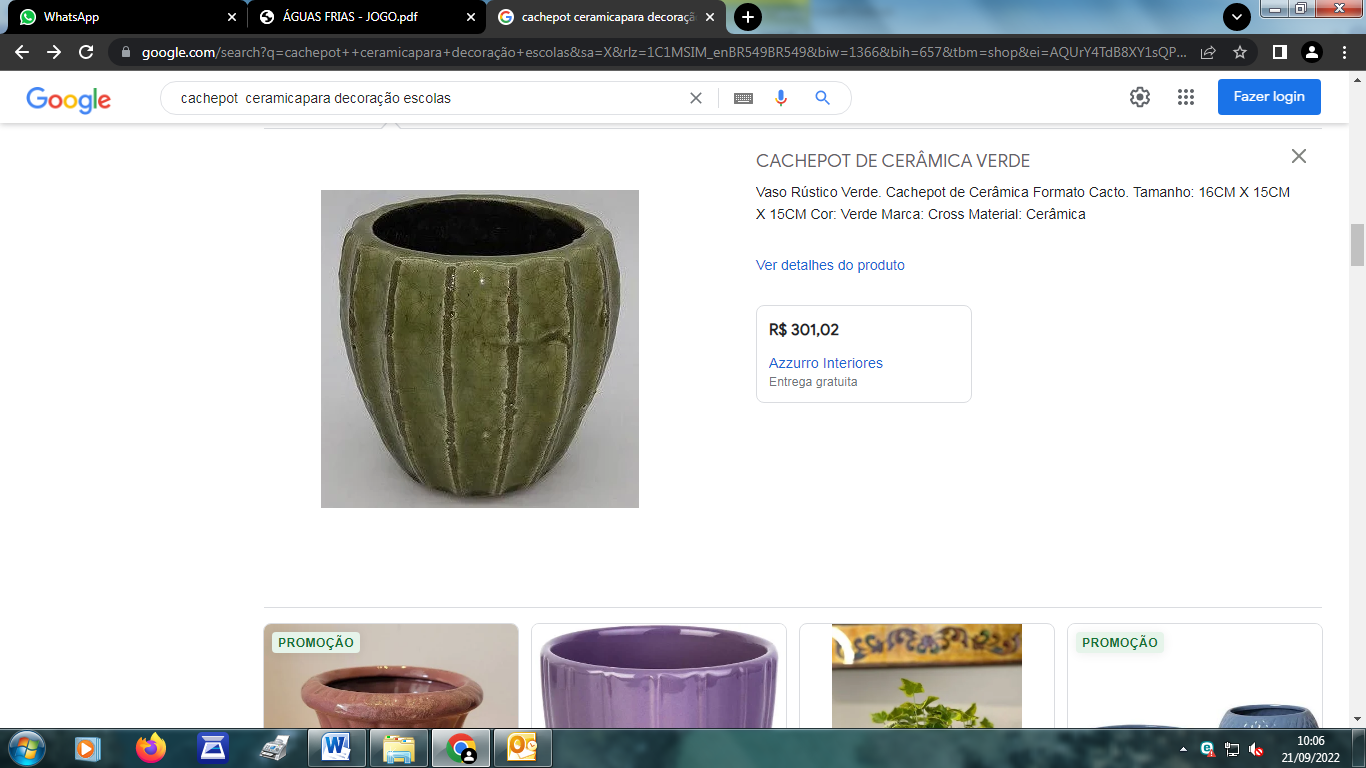 WhatsApp
ÁGUAS FRIAS - JOGO.pdf
cachepot ceramicapara decoraçã
google.com/search?q=cachepot++ceramicapara+decoração+escolas&sa=X&rlz=1C1MSIM_enBR549BR549&biw=1366&bih=657&tbm=shop&ei=AQUrY4TdB8XY1sQP...
Google
cachepot  ceramicapara decoração escolas
Fazer login
CACHEPOT DE CERÂMICA VERDE
Vaso Rústico Verde. Cachepot de Cerâmica Formato Cacto. Tamanho: 16CM X 15CM
X 15CM Cor: Verde Marca: Cross Material: Cerâmica
Ver detalhes do produto
R$ 301,02
Azzurro Interiores
Entrega gratuita
PROMOÇÃO
PROMOÇÃO
10:06
21/09/2022